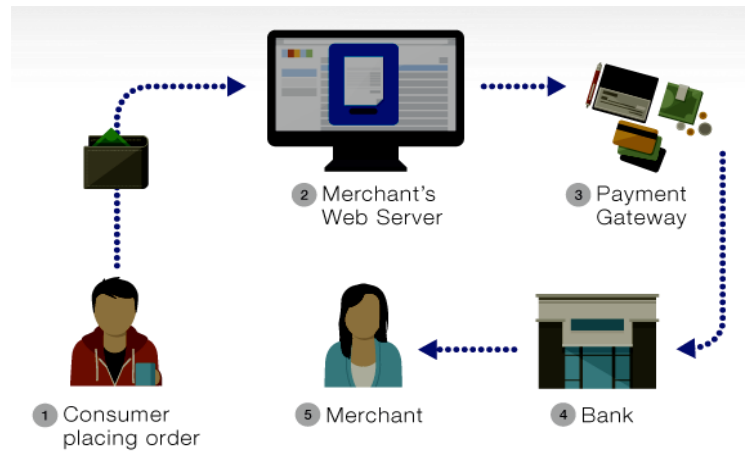 1 Consumer
placing order
2 Merchant's
Web Server
3 Payment
Gateway
4 Bank
5 Merchant